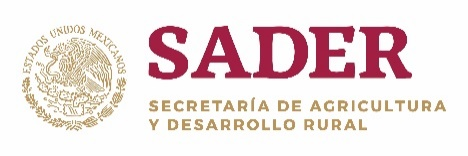 ESTADOS UNIDOS MEXICANOS
SADER
SECRETARÍA DE AGRICULTURA
Y DESARROLLO RURAL